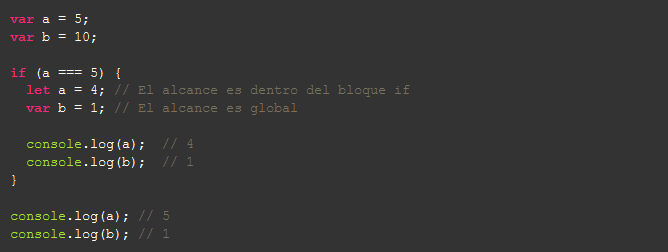 var a = 5;
var b = 10;

if (a === 5) {
  let a = 4; // El alcance es dentro del bloque if
  var b = 1; // El alcance es global

  console.log(a);  // 4
  console.log(b);  // 1
}

console.log(a); // 5
console.log(b); // 1